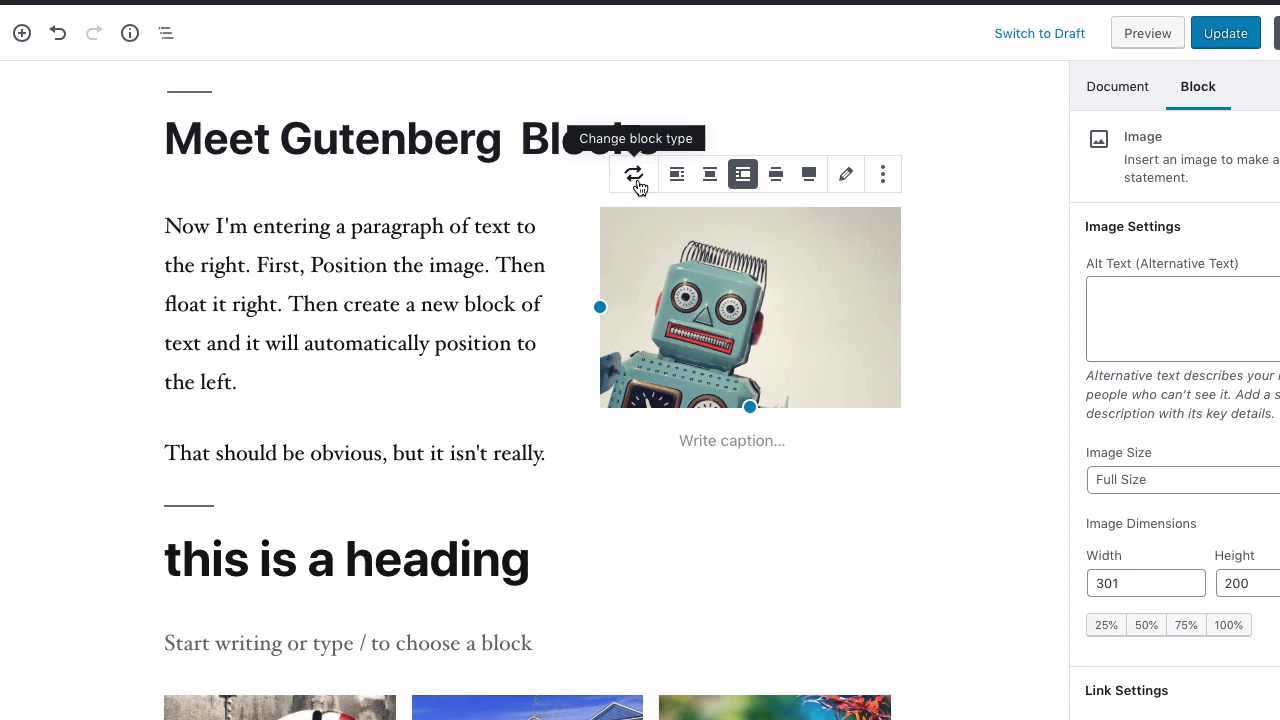 Switch to Draft
Preview
Update
Document
Block
Meet Gutenberg
Change block type
Image
Insert an image to make a
statement.
Now I'm entering a paragraph of text to
the right. First, Position the image. Then
float it right. Then create a new block of
text and it will automatically position to
the left.
Write caption...
That should be obvious, but it isn't really.
this is a heading
Start writing or type / to choose a block
Image Settings
Alt Text (Alternative Text)
Alternative text describes your
people who can't see it. Add a s
description with its key details.
Image Size
Full Size
Image Dimensions
Width
Height
301
200
25%
50%
75%
100%
Link Settings